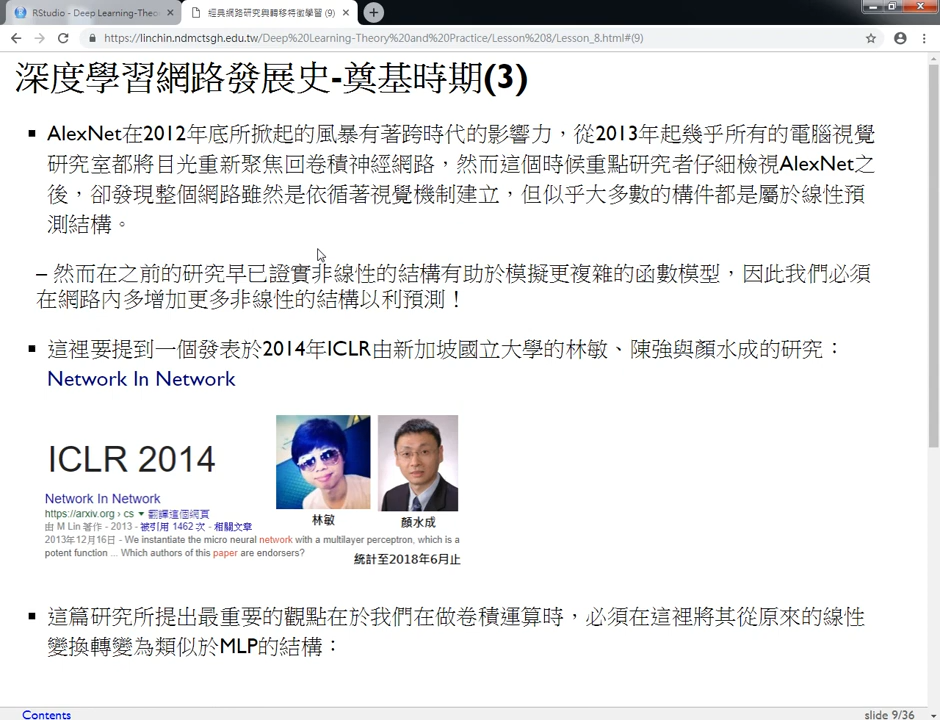 RStudio - Deep Learning-Theo
經典網路研究與轉移特徵學習 (9)
https://linchin.ndmctsgh.edu.tw/Deep%20Learning-Theory%20and%20Practice/Lesson%208/Lesson_8.html#(9)
深度學習網路發展史-奠基時期(3)
▪ AlexNet在2012年底所掀起的風暴有著跨時代的影響力，從2013年起幾乎所有的電腦視覺
研究室都將目光重新聚焦回卷積神經網路，然而這個時候重點研究者仔細檢視AlexNet之
後，卻發現整個網路雖然是依循著視覺機制建立，但似乎大多數的構件都是屬於線性預
測結構。
– 然而在之前的研究早已證實非線性的結構有助於模擬更複雜的函數模型，因此我們必須
在網路內多增加更多非線性的結構以利預測！
▪ 這裡要提到一個發表於2014年ICLR由新加坡國立大學的林敏、陳強與顏水成的研究：
Network In Network
ICLR 2014
Network In Network
https://arxiv.org › cs ▼ 翻譯這個網頁
由 M Lin 著作 - 2013 - 被引用 1462 次 - 相關文章
2013年12月16日 - We instantiate the micro neural network with a multilayer perceptron, which is a
potent function ... Which authors of this paper are endorsers?
林敏
顏水成
統計至2018年6月止
▪ 這篇研究所提出最重要的觀點在於我們在做卷積運算時，必須在這裡將其從原來的線性
變換轉變為類似於MLP的結構：
Contents
slide 9/36